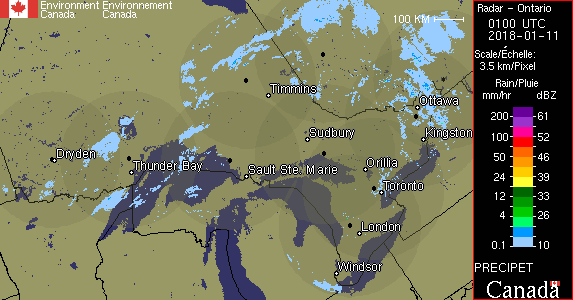 Environment Environnement
Canada Canada
100 KM
Timmins
Ottawa
Sudbury
Kingston
Dryden
Thunder Bay
Sault Ste. Marie
Orillia
Toronto
London
Windsor
Radar - Ontario
0100 UTC
2018-01-11
Scale/Échelle:
3.5 km/Pixel
Rain/Pluie
mm/hr dBZ
200 61
100 52
50 46
24 39
12 33
4 26
0.1 10
PRECIPET
Canada